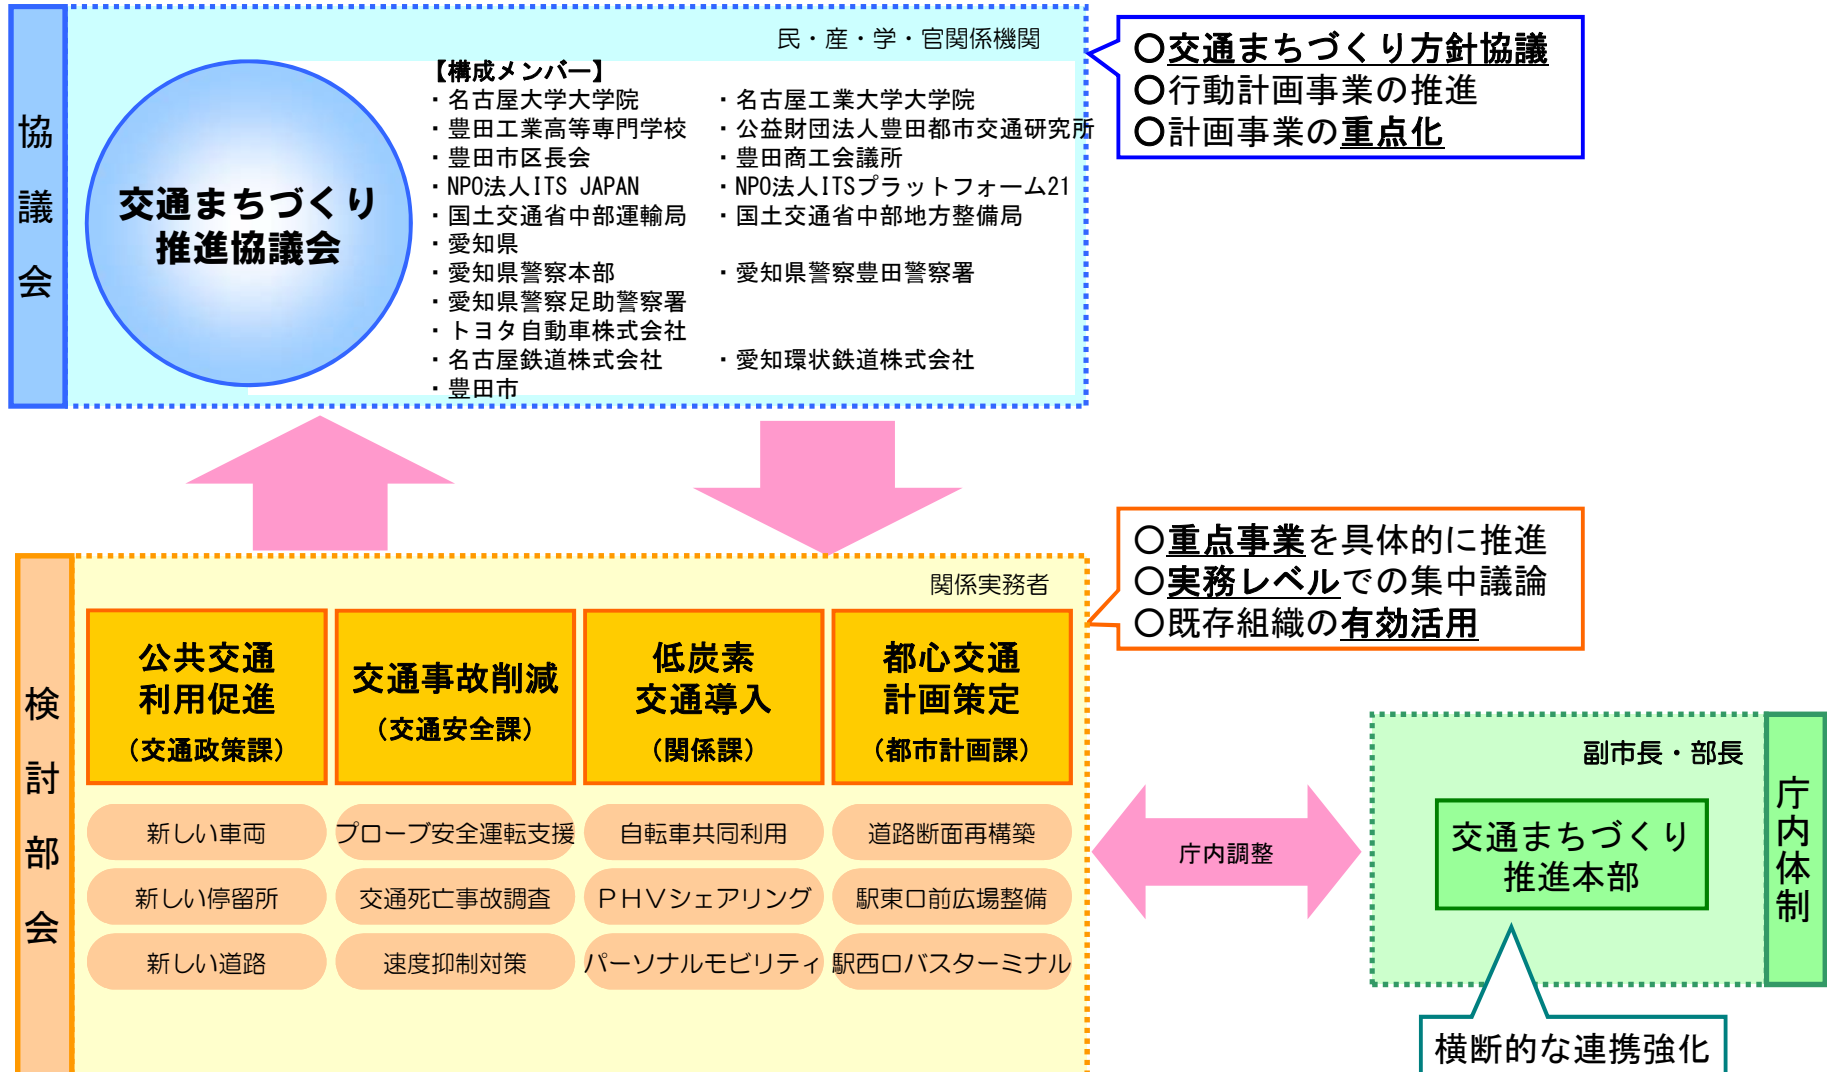 協議会
民・産・学・官関係機関
交通まちづくり
推進協議会
【構成メンバー】
・名古屋大学大学院 ・名古屋工業大学大学院
・豊田工業高等専門学校 ・公益財団法人豊田都市交通研究所
・豊田市区長会 ・豊田商工会議所
・NPO法人ITS JAPAN ・NPO法人ITSプラットフォーム21
・国土交通省中部運輸局 ・国土交通省中部地方整備局
・愛知県
・愛知県警察本部 ・愛知県警察豊田警察署
・愛知県警察足助警察署
・トヨタ自動車株式会社
・名古屋鉄道株式会社 ・愛知環状鉄道株式会社
・豊田市
〇交通まちづくり方針協議
〇行動計画事業の推進
〇計画事業の重点化
検討部会
関係実務者
公共交通
利用促進
（交通政策課）
交通事故削減
（交通安全課）
低炭素
交通導入
（関係課）
都心交通
計画策定
（都市計画課）
新しい車両
プローブ安全運転支援
自転車共同利用
道路断面再構築
新しい停留所
交通死亡事故調査
ＰＨＶシェアリング
駅東口前広場整備
新しい道路
速度抑制対策
パーソナルモビリティ
駅西口バスターミナル
〇重点事業を具体的に推進
〇実務レベルでの集中議論
〇既存組織の有効活用
庁内調整
副市長・部長
交通まちづくり
推進本部
庁内体制
横断的な連携強化